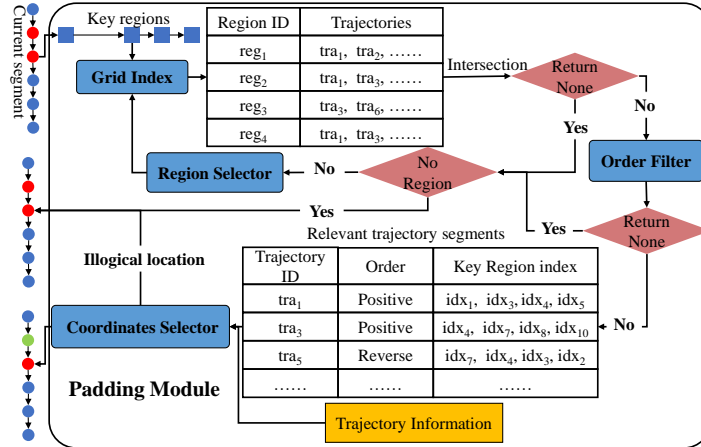 Current segment
Key regions
Grid Index
Region ID Trajectories
reg₁ tra₁, tra₂, ……
reg₂ tra₁, tra₂, ……
reg₃ tra₃, tra₆, ……
reg₄ tra₁, tra₃, ……
Intersection
Return
None
No
Yes
Order Filter
Region Selector
No
No
Region
Yes
Return
None
Yes
No
Illogical location
Relevant trajectory segments
Trajectory
ID Order Key Region index
tra₁ Positive idx₁, idx₃, idx₄, idx₅
tra₃ Positive idx₄, idx₇, idx₈, idx₁₀
tra₅ Reverse idx₇, idx₄, idx₃, idx₂
…… …… ……
Coordinates Selector
Padding Module
Trajectory Information